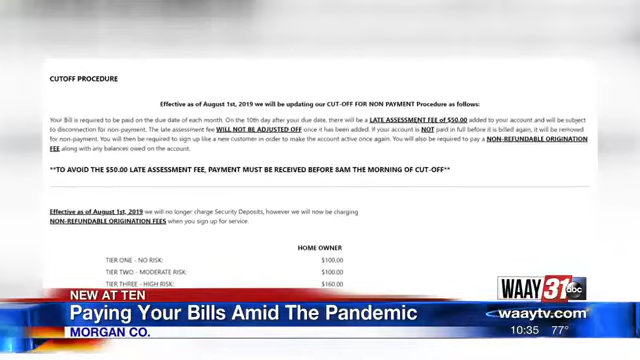 CUTOFF PROCEDURE
Effective as of August 1st, 2019 we will be updating our CUT-OFF FOR NON PAYMENT Procedure as follows:
Your Bill is required to be paid on the due date of each month. On the 10th day after your due date, there will be a LATE ASSESSMENT FEE of $50.00 added to your account and will be subject
to disconnection for non-payment. The late assessment fee WILL NOT BE ADJUSTED OFF once it has been added. If your account is NOT paid in full before it is billed again, it will be removed
for non-payment. You will then be required to sign up like a new customer in order to make the account active once again. You will also be required to pay a NON-REFUNDABLE ORIGINATION
FEE along with any balances owed on the account.
**TO AVOID THE $50.00 LATE ASSESSMENT FEE, PAYMENT MUST BE RECEIVED BEFORE 8AM THE MORNING OF CUT-OFF**
Effective as of August 1st, 2019 we will no longer charge Security Deposits, however we will now be charging
NON-REFUNDABLE ORIGINATION FEES when you sign up for service.
HOME OWNER
TIER ONE - NO RISK: $100.00
TIER TWO - MODERATE RISK: $100.00
TIER THREE - HIGH RISK: $160.00
NEW AT TEN
Paying Your Bills Amid The Pandemic
MORGAN CO.
WAAY 31 abc
waaytv.com
10:35 77°